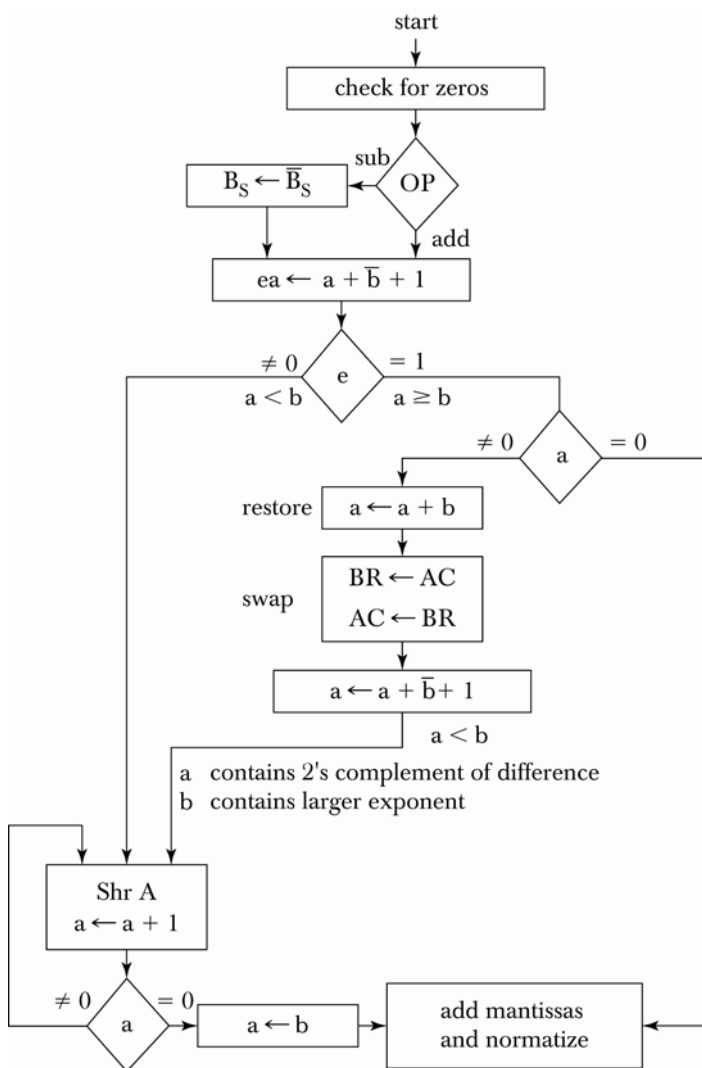 start
check for zeros
sub
OP
B_S ← B̅_S
add
ea ← a + b̅ + 1
≠ 0
e
= 1
a < b
a ≥ b
≠ 0
a
= 0
restore
a ← a + b
swap
BR ← AC
AC ← BR
a ← a + b̅ + 1
a < b
a contains 2's complement of difference
b contains larger exponent
Shr A
a ← a + 1
≠ 0
a
= 0
a ← b
add mantissas
and normatize